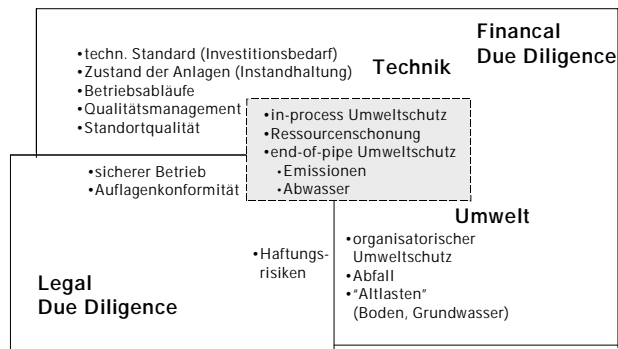 Financal
Due Diligence
Technik
•techn. Standard (Investitionsbedarf)
•Zustand der Anlagen (Instandhaltung)
•Betriebsabläufe
•Qualitätsmanagement
•Standortqualität
•in-process Umweltschutz
•Ressourcenschonung
•end-of-pipe Umweltschutz
•Emissionen
•Abwasser
•sicherer Betrieb
•Auflagenkonformität
Umwelt
•organisatorischer
Umweltschutz
•Abfall
•"Altlasten"
(Boden, Grundwasser)
•Haftungs-
risiken
Legal
Due Diligence